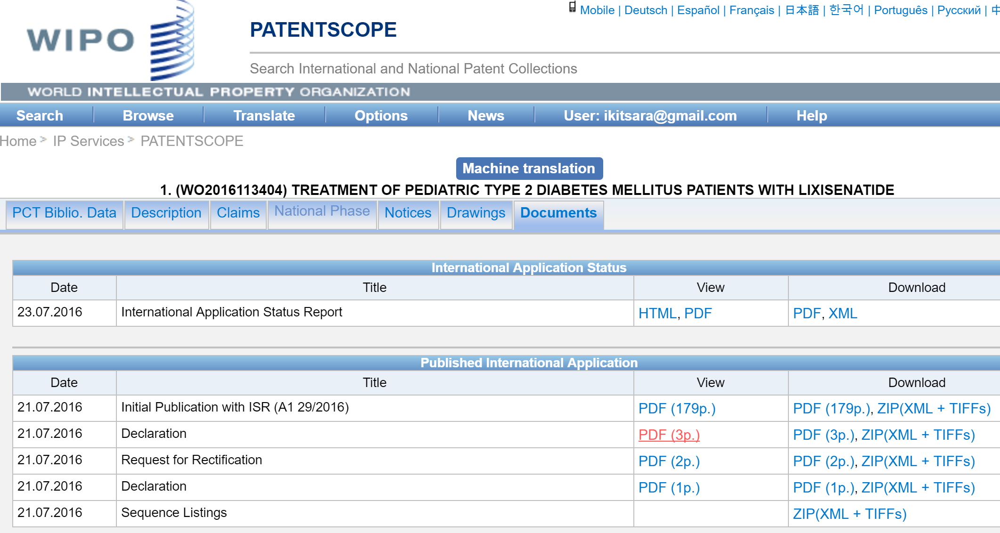 Mobile | Deutsch | Español | Français | 日本語 | 한국어 | Português | Русский | 中
WIPO
PATENTSCOPE
Search International and National Patent Collections
WORLD INTELLECTUAL PROPERTY ORGANIZATION
Search Browse Translate Options News User: ikitsara@gmail.com Help
Home > IP Services > PATENTSCOPE
Machine translation
1. (WO2016113404) TREATMENT OF PEDIATRIC TYPE 2 DIABETES MELLITUS PATIENTS WITH LIXISENATIDE
PCT Biblio. Data Description Claims National Phase Notices Drawings Documents
International Application Status
Date Title View Download
23.07.2016 International Application Status Report HTML, PDF PDF, XML
Published International Application
Date Title View Download
21.07.2016 Initial Publication with ISR (A1 29/2016) PDF (179p.) PDF (179p.), ZIP(XML + TIFFs)
21.07.2016 Declaration PDF (3p.) PDF (3p.), ZIP(XML + TIFFs)
21.07.2016 Request for Rectification PDF (2p.) PDF (2p.), ZIP(XML + TIFFs)
21.07.2016 Declaration PDF (1p.) PDF (1p.), ZIP(XML + TIFFs)
21.07.2016 Sequence Listings ZIP(XML + TIFFs)